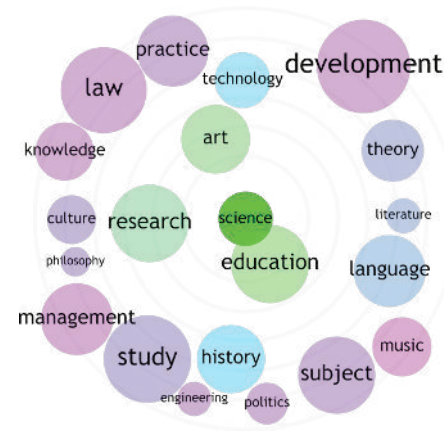 practice
development
technology
law
art
knowledge
theory
culture
research
science
literature
philosophy
education
language
management
study
history
music
subject
engineering
politics